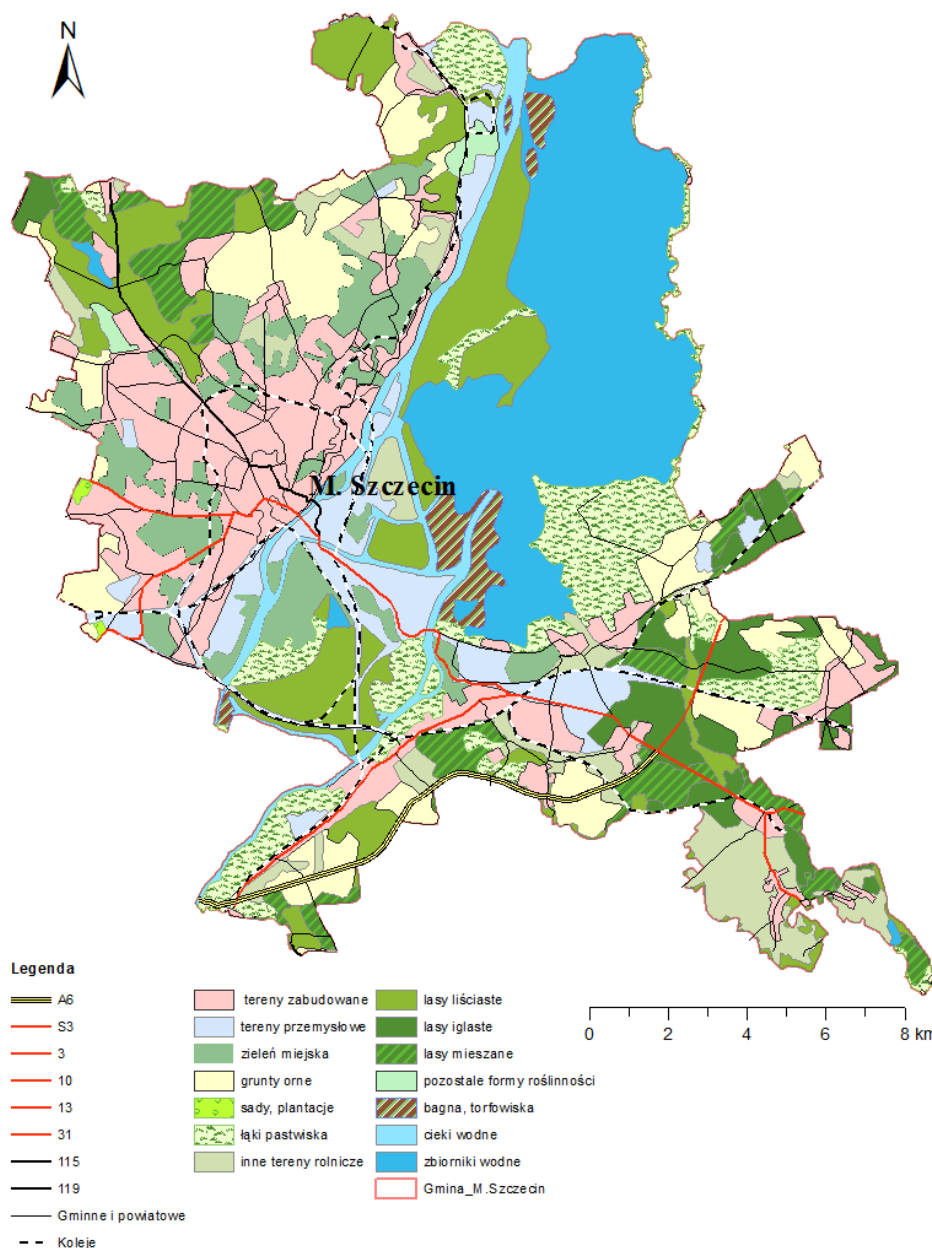 N
M. Szczecin
Legenda
A6
S3
3
10
13
31
115
119
Gminne i powiatowe
Koleje
tereny zabudowane
tereny przemysłowe
zieleń miejska
grunty orne
sady, plantacje
łąki pastwiska
inne tereny rolnicze
lasy liściaste
lasy iglaste
lasy mieszane
pozostałe formy roślinności
bagna, torfowiska
cieki wodne
zbiorniki wodne
Gmina_M.Szczecin
0 2 4 6 8 km